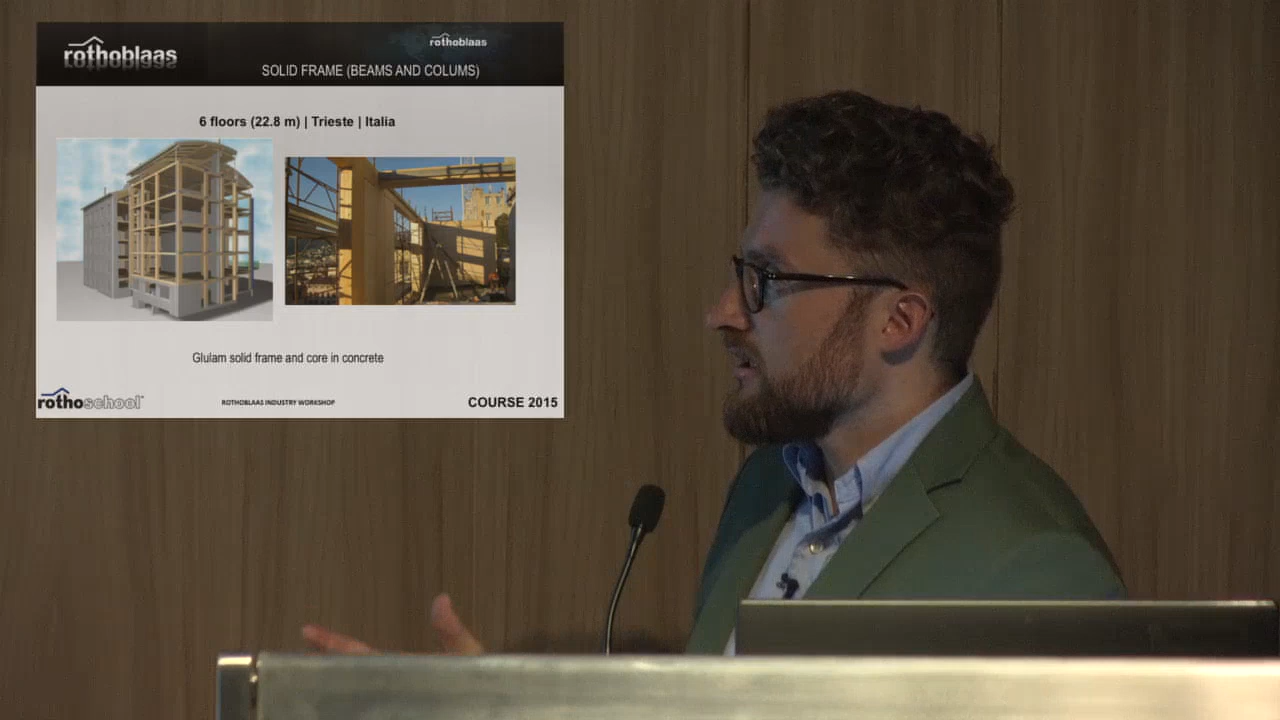 rothoblaas
rothoblaas
SOLID FRAME (BEAMS AND COLUMS)
6 floors (22.8 m) | Trieste | Italia
Glulam solid frame and core in concrete
rothoschool
ROTHOBLAAS INDUSTRY WORKSHOP
COURSE 2015